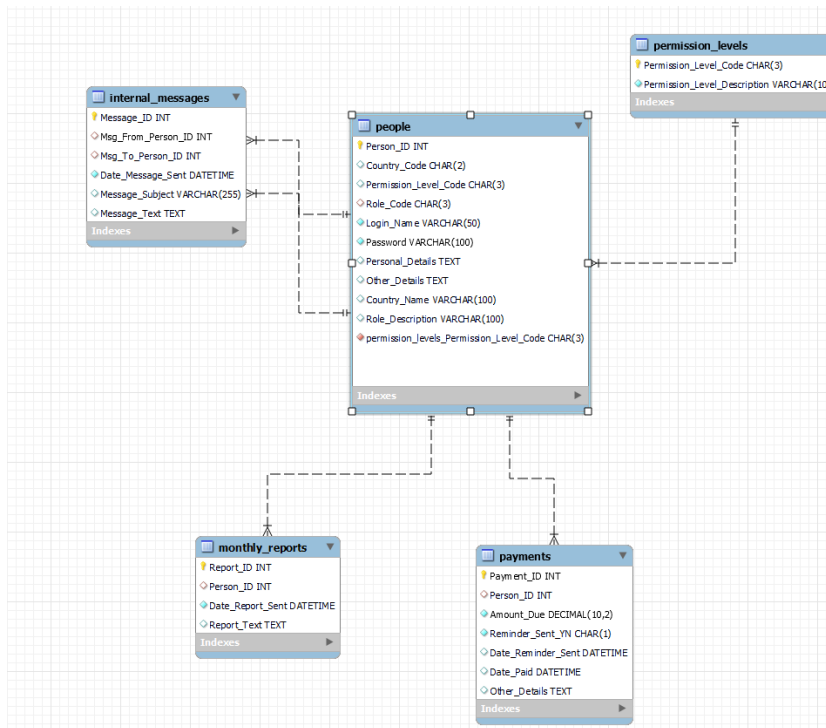 permission_levels
Permission_Level_Code CHAR(3)
Permission_Level_Description VARCHAR(10
Indexes
internal_messages
Message_ID INT
Msg_From_Person_ID INT
Msg_To_Person_ID INT
Date_Message_Sent DATETIME
Message_Subject VARCHAR(255)
Message_Text TEXT
Indexes
people
Person_ID INT
Country_Code CHAR(2)
Permission_Level_Code CHAR(3)
Role_Code CHAR(3)
Login_Name VARCHAR(50)
Password VARCHAR(100)
Personal_Details TEXT
Other_Details TEXT
Country_Name VARCHAR(100)
Role_Description VARCHAR(100)
permission_levels_Permission_Level_Code CHAR(3)
Indexes
monthly_reports
Report_ID INT
Person_ID INT
Date_Report_Sent DATETIME
Report_Text TEXT
Indexes
payments
Payment_ID INT
Person_ID INT
Amount_Due DECIMAL(10,2)
Reminder_Sent_YN CHAR(1)
Date_Reminder_Sent DATETIME
Date_Paid DATETIME
Other_Details TEXT
Indexes